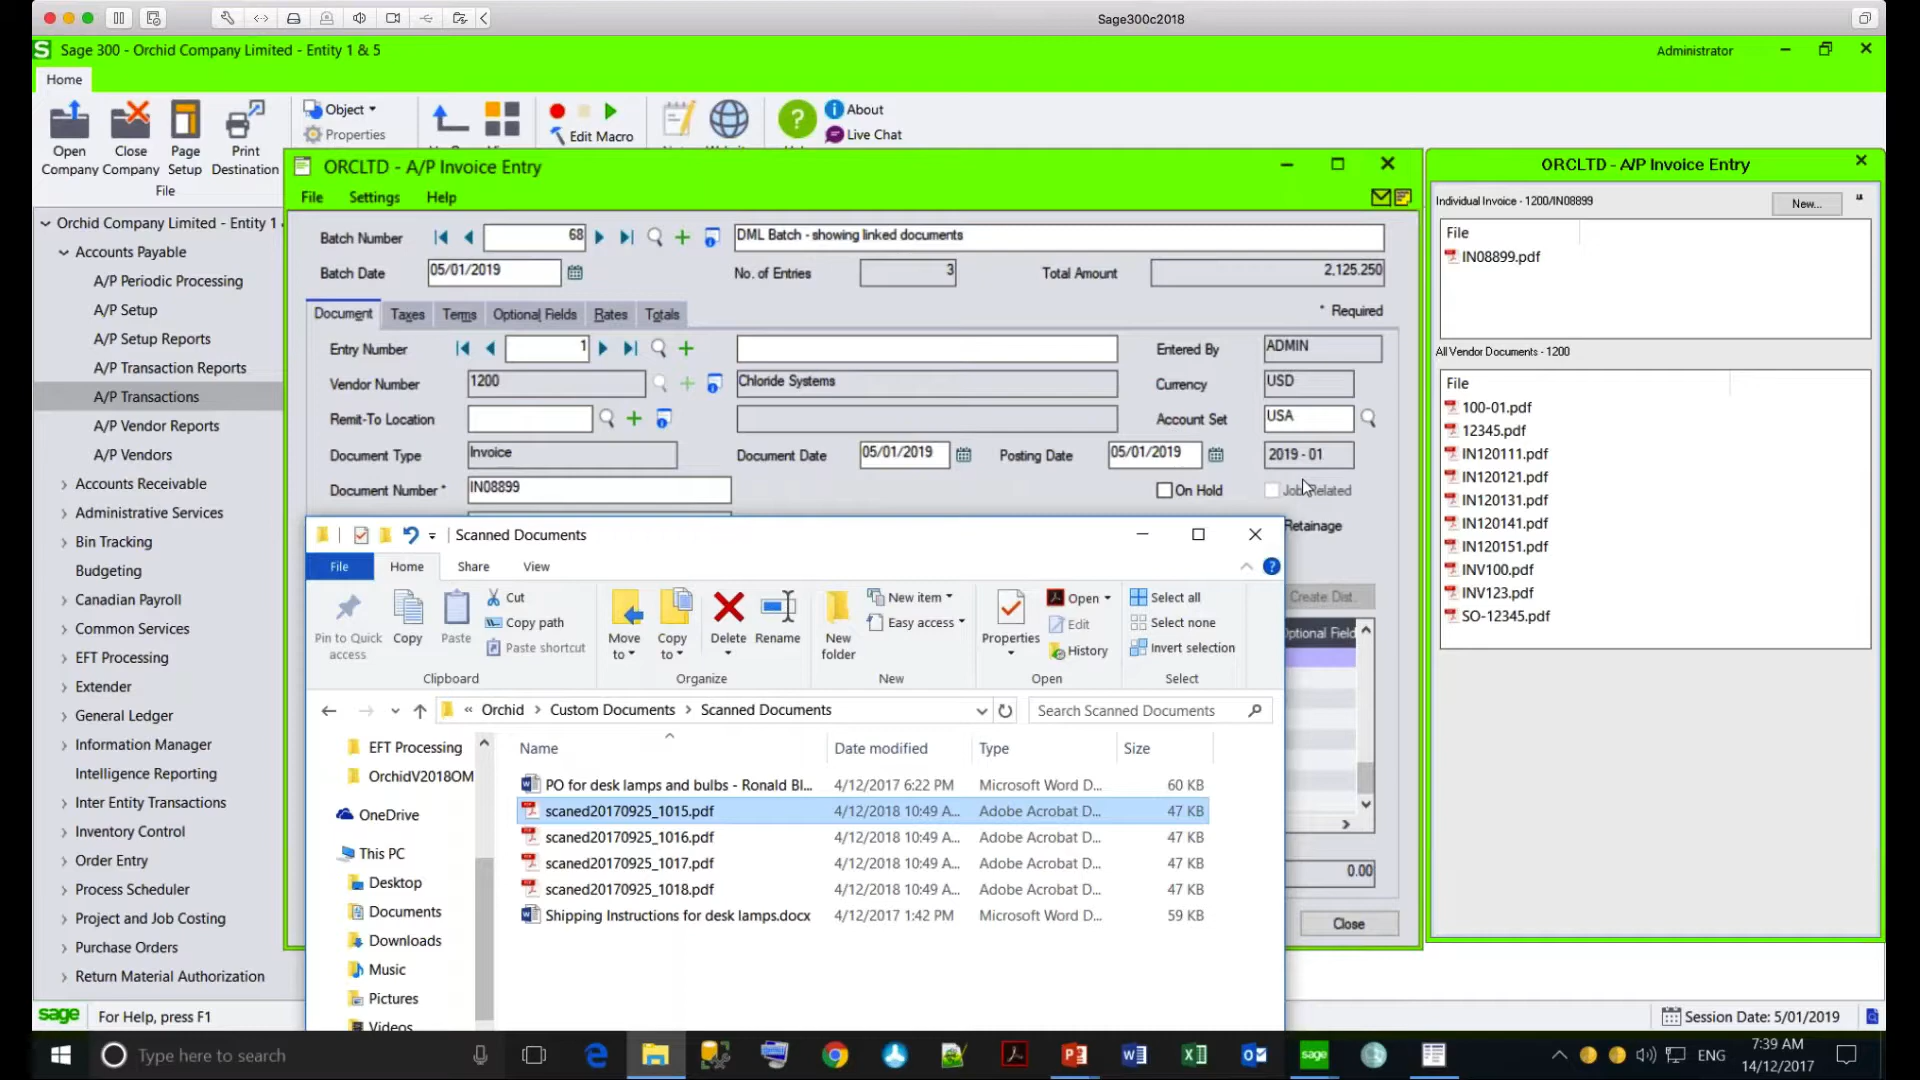 Sage300c2018
Sage 300 - Orchid Company Limited - Entity 1 & 5
Administrator
Home
Open Company
Close Company
Page Setup
Print Destination
File
Object
Properties
Edit Macro
About
Live Chat
Orchid Company Limited - Entity 1
Accounts Payable
A/P Periodic Processing
A/P Setup
A/P Setup Reports
A/P Transaction Reports
A/P Transactions
A/P Vendor Reports
A/P Vendors
Accounts Receivable
Administrative Services
Bin Tracking
Budgeting
Canadian Payroll
Common Services
EFT Processing
Extender
General Ledger
Information Manager
Intelligence Reporting
Inter Entity Transactions
Inventory Control
Order Entry
Process Scheduler
Project and Job Costing
Purchase Orders
Return Material Authorization
ORCLTD - A/P Invoice Entry
File Settings Help
Batch Number 68 DML Batch - showing linked documents
Batch Date 05/01/2019 No. of Entries 3 Total Amount 2,125.250
Document Taxes Terms Optional Fields Rates Totals * Required
Entry Number 1 Entered By ADMIN
Vendor Number 1200 Chloride Systems Currency USD
Remit-To Location Account Set USA
Document Type Invoice Document Date 05/01/2019 Posting Date 05/01/2019 2019 - 01
Document Number * IN08899 On Hold Job Related
Retainage
Create Dist.
Optional Field
0.00
Close
Scanned Documents
File Home Share View
Pin to Quick access
Copy
Paste
Cut
Copy path
Paste shortcut
Clipboard
Move to
Copy to
Delete
Rename
Organize
New folder
New item
Easy access
New
Properties
Open
Edit
History
Open
Select all
Select none
Invert selection
Select
« Orchid > Custom Documents > Scanned Documents
Search Scanned Documents
EFT Processing
OrchidV2018OM
OneDrive
This PC
Desktop
Documents
Downloads
Music
Pictures
Videos
Name Date modified Type Size
PO for desk lamps and bulbs - Ronald Bl... 4/12/2017 6:22 PM Microsoft Word D... 60 KB
scaned20170925_1015.pdf 4/12/2018 10:49 A... Adobe Acrobat D... 47 KB
scaned20170925_1016.pdf 4/12/2018 10:49 A... Adobe Acrobat D... 47 KB
scaned20170925_1017.pdf 4/12/2018 10:49 A... Adobe Acrobat D... 47 KB
scaned20170925_1018.pdf 4/12/2018 10:49 A... Adobe Acrobat D... 47 KB
Shipping Instructions for desk lamps.docx 4/12/2017 1:42 PM Microsoft Word D... 59 KB
ORCLTD - A/P Invoice Entry
Individual Invoice - 1200/IN08899
New...
File
IN08899.pdf
All Vendor Documents - 1200
File
100-01.pdf
12345.pdf
IN120111.pdf
IN120121.pdf
IN120131.pdf
IN120141.pdf
IN120151.pdf
INV100.pdf
INV123.pdf
SO-12345.pdf
sage For Help, press F1
Session Date: 5/01/2019
Type here to search
sage
ENG
7:39 AM
14/12/2017